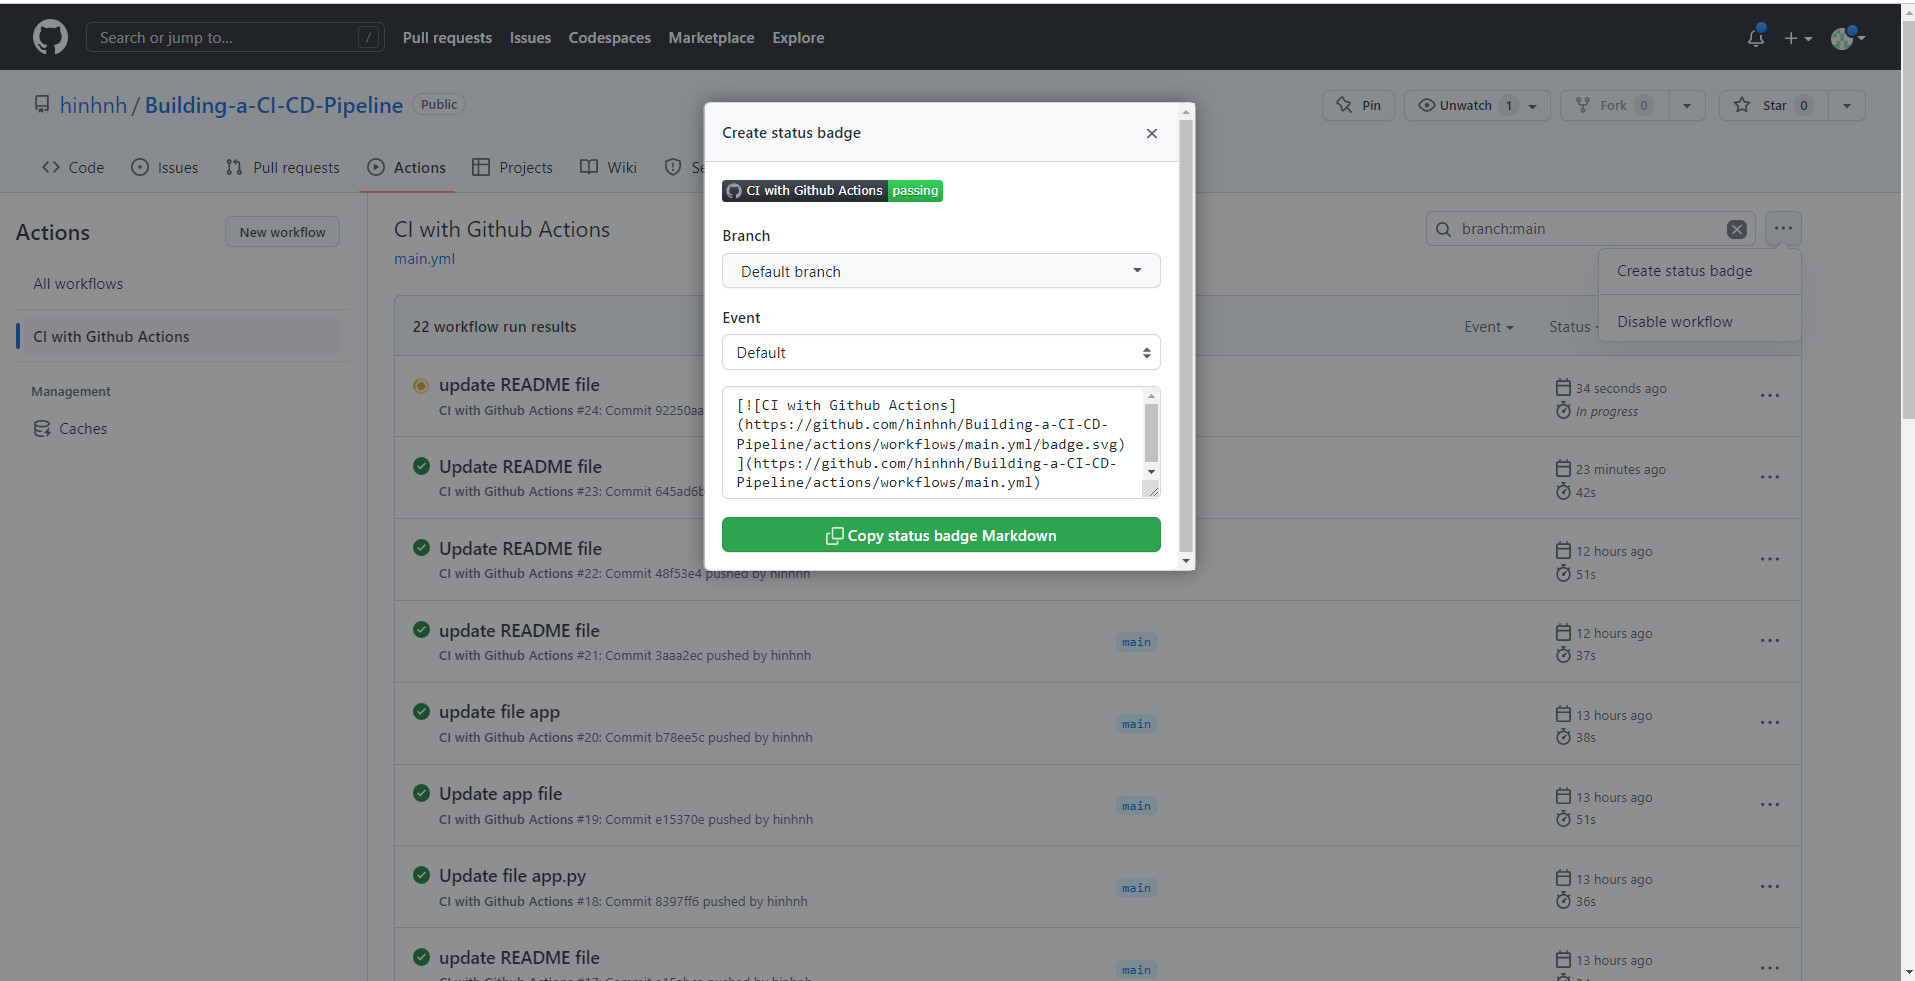 Search or jump to... /
Pull requests Issues Codespaces Marketplace Explore
hinhnh / Building-a-CI-CD-Pipeline Public
Pin Unwatch 1 Fork 0 Star 0
Code Issues Pull requests Actions Projects Wiki
Actions New workflow
All workflows
CI with Github Actions
Management
Caches
CI with Github Actions
main.yml
branch:main
Create status badge
Disable workflow
22 workflow run results
Event Status
update README file
CI with Github Actions #24: Commit 92250aa
34 seconds ago
In progress
Update README file
CI with Github Actions #23: Commit 645ad6b
23 minutes ago
42s
Update README file
CI with Github Actions #22: Commit 48f53e4 pushed by hinhnh
12 hours ago
51s
update README file
CI with Github Actions #21: Commit 3aaa2ec pushed by hinhnh
main
12 hours ago
37s
update file app
CI with Github Actions #20: Commit b78ee5c pushed by hinhnh
main
13 hours ago
38s
Update app file
CI with Github Actions #19: Commit e15370e pushed by hinhnh
main
13 hours ago
51s
Update file app.py
CI with Github Actions #18: Commit 8397ff6 pushed by hinhnh
main
13 hours ago
36s
update README file
main
13 hours ago
Create status badge
CI with Github Actions passing
Branch
Default branch
Event
Default
[![CI with Github Actions]
(https://github.com/hinhnh/Building-a-CI-CD-
Pipeline/actions/workflows/main.yml/badge.svg)
](https://github.com/hinhnh/Building-a-CI-CD-
Pipeline/actions/workflows/main.yml)
Copy status badge Markdown